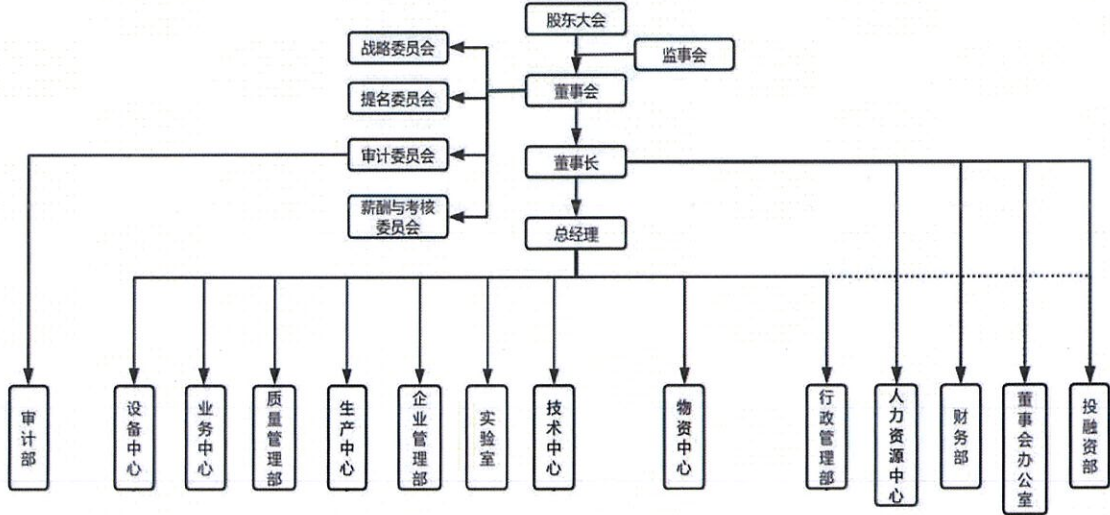 股东大会
战略委员会
监事会
提名委员会
董事会
审计委员会
董事长
薪酬与考核
委员会
总经理
审计部
设备中心
业务中心
质量管理部
生产中心
企业管理部
实验室
技术中心
物资中心
行政管理部
人力资源中心
财务部
董事会办公室
投融资部